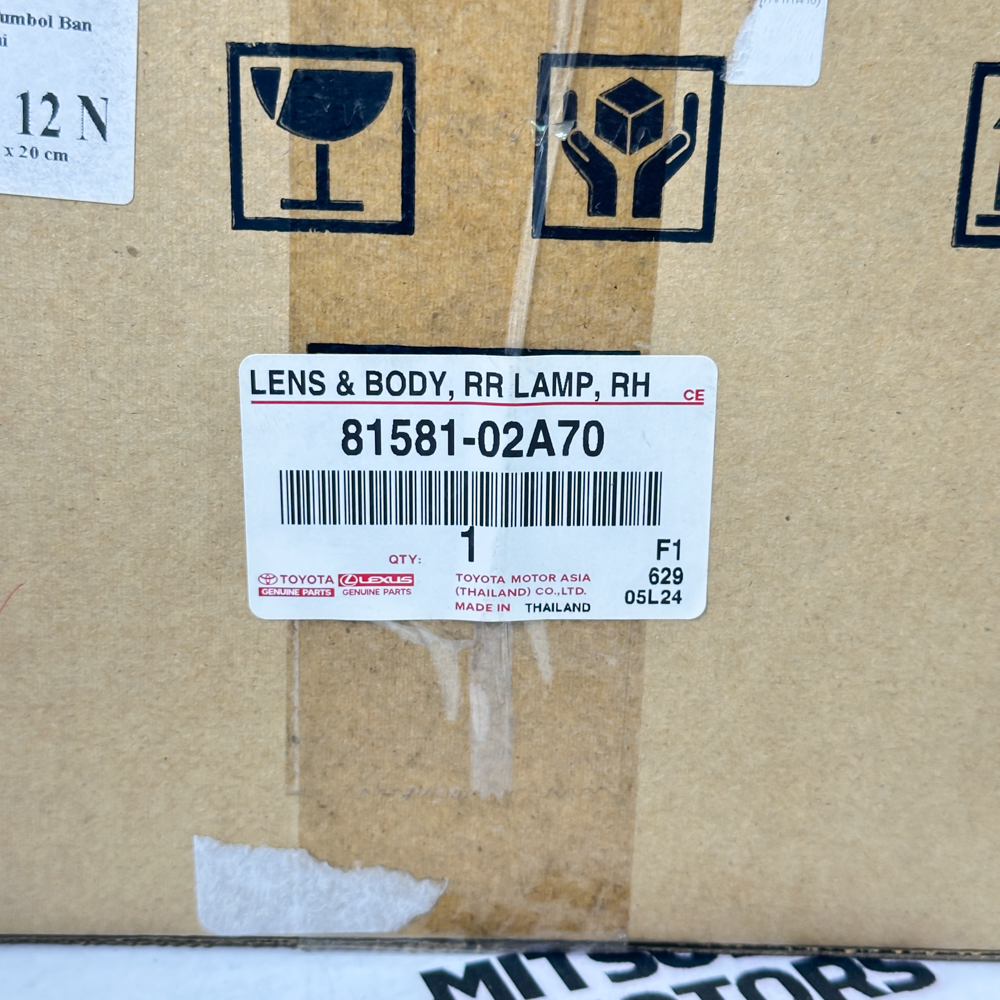 Ban
12 N
x 20 cm
LENS & BODY, RR LAMP, RH
CE
81581-02A70
QTY: 1
F1
629
05L24
TOYOTA
GENUINE PARTS
LEXUS
GENUINE PARTS
TOYOTA MOTOR ASIA
(THAILAND) CO.,LTD.
MADE IN THAILAND